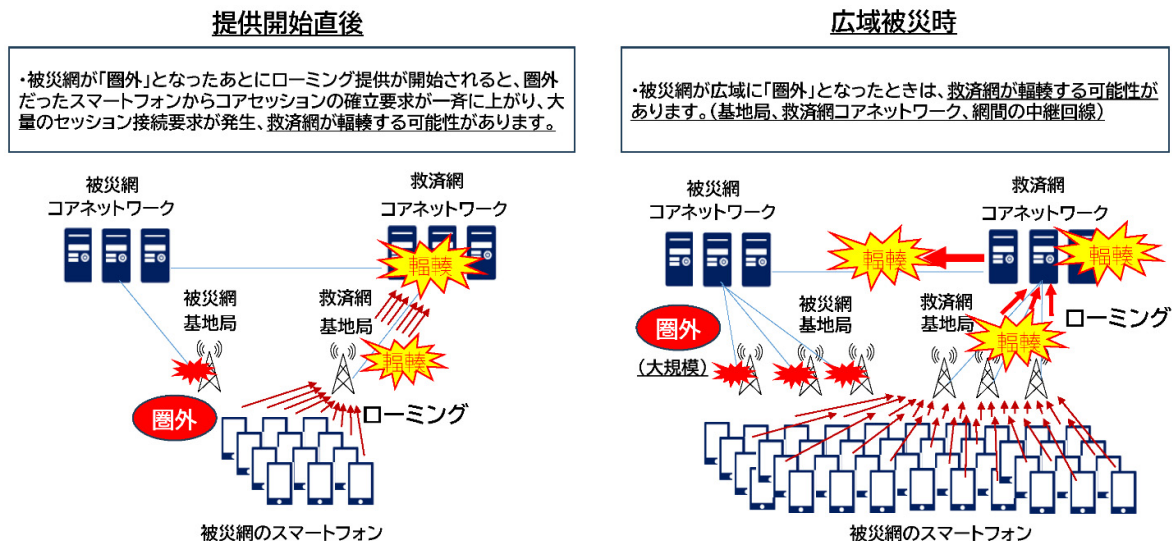 提供開始直後
・被災網が「圏外」となったあとにローミング提供が開始されると、圏外
だったスマートフォンからコアセッションの確立要求が一斉に上がり、大
量のセッション接続要求が発生、救済網が輻輳する可能性があります。
被災網
コアネットワーク
救済網
コアネットワーク
輻輳
被災網
基地局
救済網
基地局
輻輳
圏外
ローミング
被災網のスマートフォン
広域被災時
・被災網が広域に「圏外」となったときは、救済網が輻輳する可能性が
あります。(基地局、救済網コアネットワーク、網間の中継回線)
被災網
コアネットワーク
救済網
コアネットワーク
輻輳
輻輳
被災網
基地局
救済網
基地局
圏外
(大規模)
輻輳
ローミング
被災網のスマートフォン